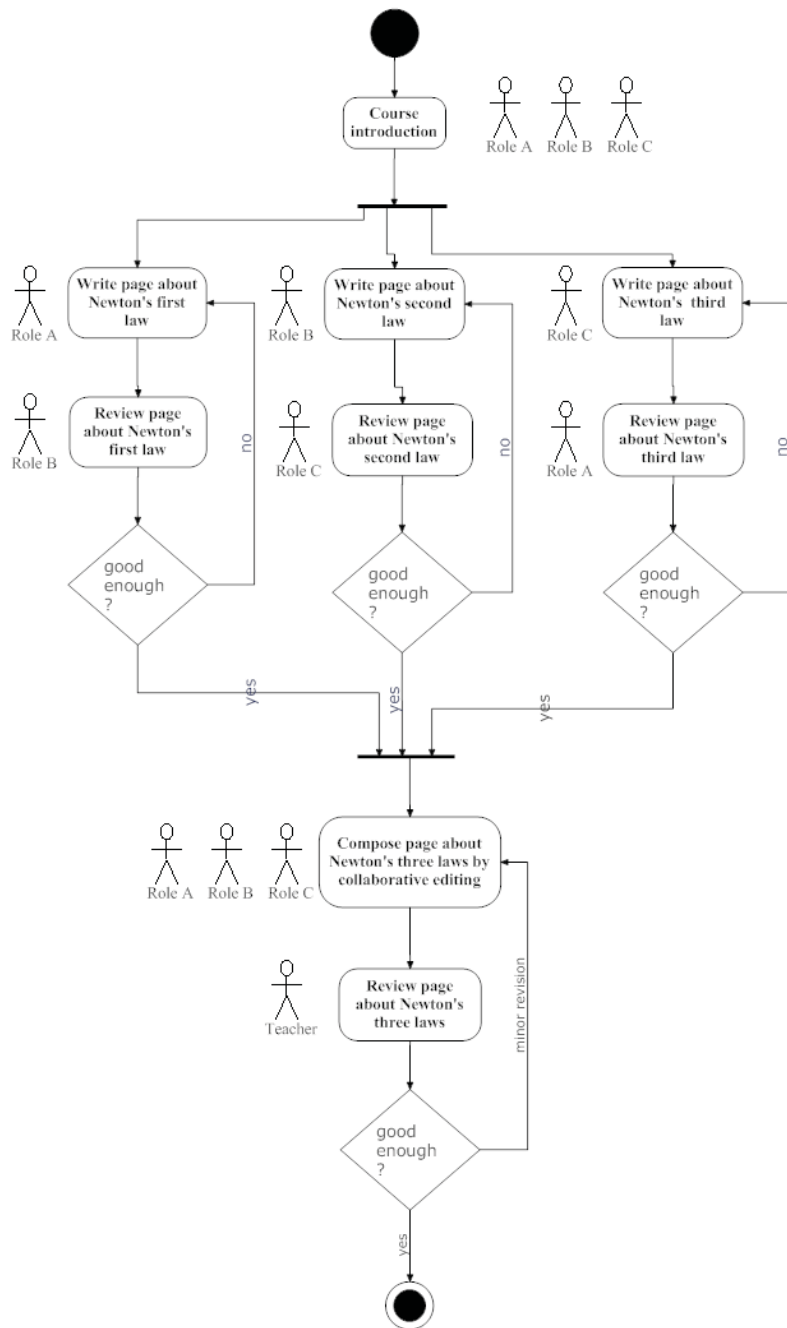 Course
introduction
Role A
Role B
Role C
Write page about
Newton's first
law
Role A
Write page about
Newton's second
law
Role B
Write page about
Newton's third
law
Role C
Review page
about Newton's
first law
Role B
no
Review page
about Newton's
second law
Role C
no
Review page
about Newton's
third law
Role A
no
good
enough
?
good
enough
?
good
enough
?
yes
yes
yes
Compose page about
Newton's three laws by
collaborative editing
Role A
Role B
Role C
Review page
about Newton's
three laws
Teacher
minor revision
good
enough
?
yes